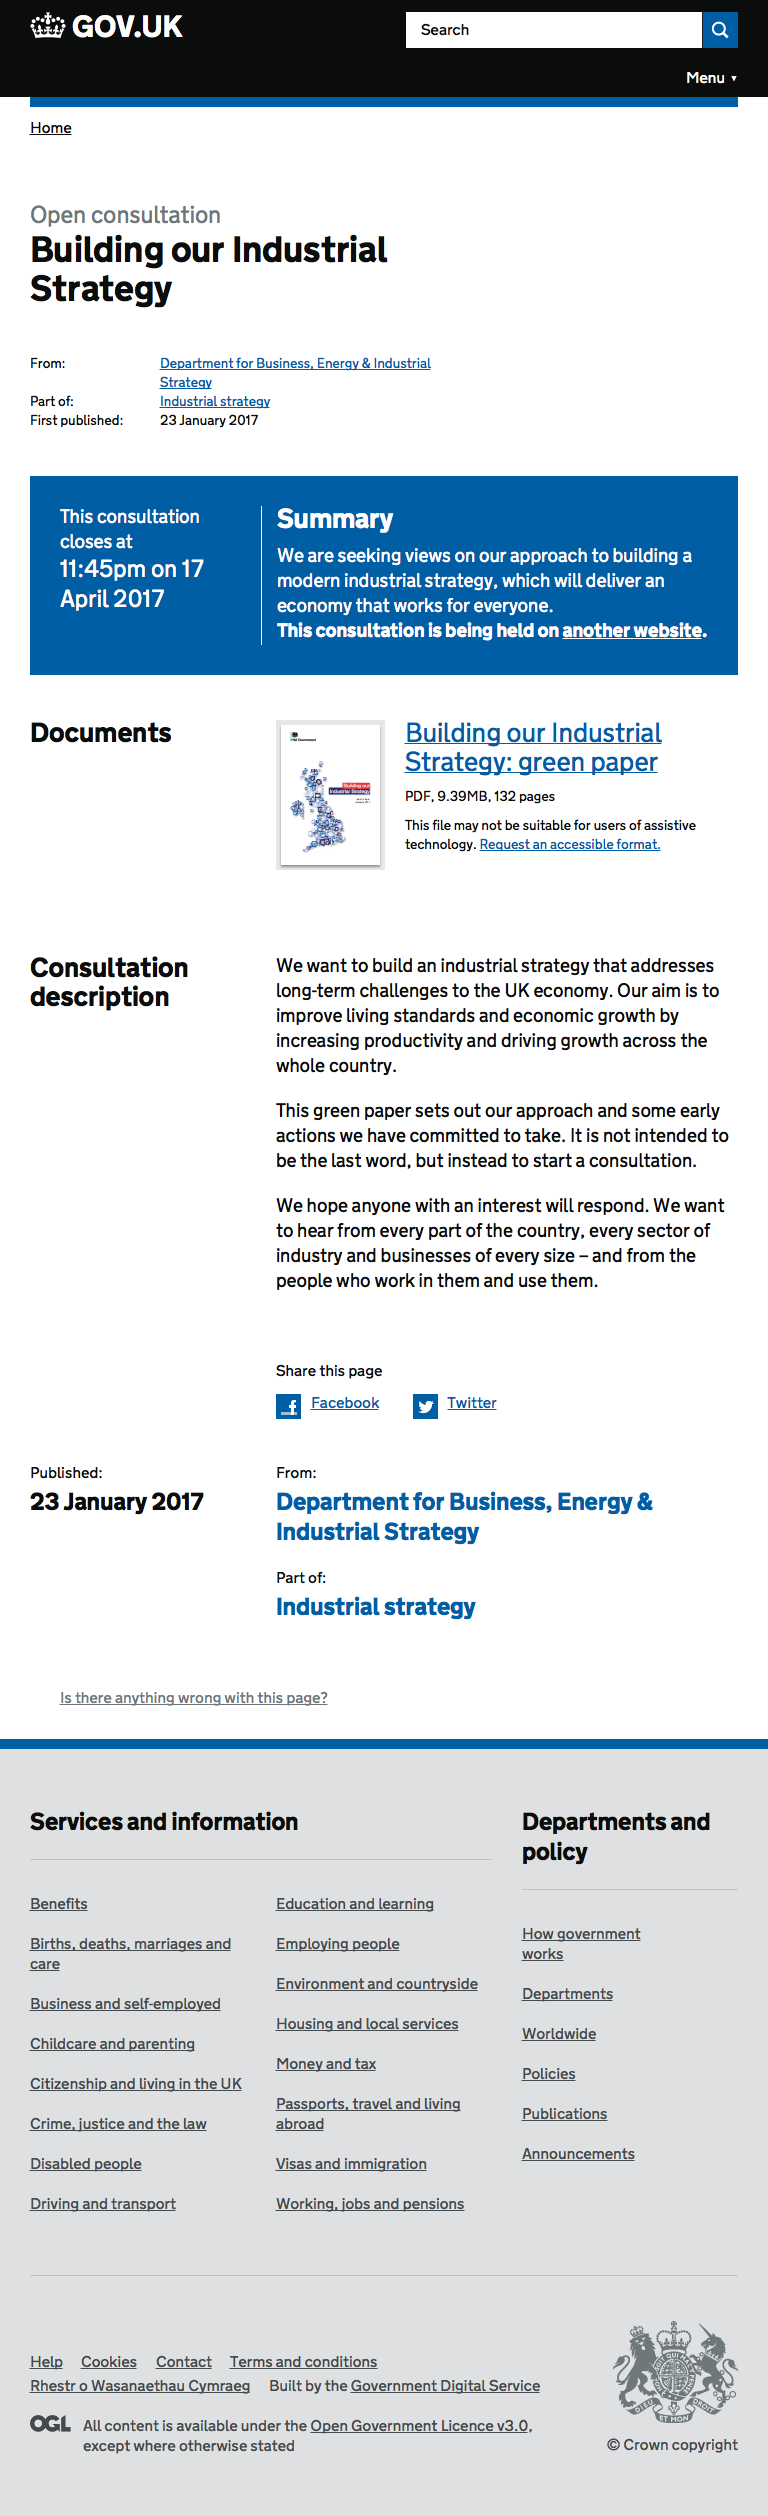 GOV.UK
Search
Menu ▼
Home
Open consultation
Building our Industrial
Strategy
From: Department for Business, Energy & Industrial
Strategy
Part of: Industrial strategy
First published: 23 January 2017
This consultation
closes at
11:45pm on 17
April 2017
Summary
We are seeking views on our approach to building a
modern industrial strategy, which will deliver an
economy that works for everyone.
This consultation is being held on another website.
Documents
HM Government
Building our
Industrial Strategy
Building our Industrial
Strategy: green paper
PDF, 9.39MB, 132 pages
This file may not be suitable for users of assistive
technology. Request an accessible format.
Consultation
description
We want to build an industrial strategy that addresses
long-term challenges to the UK economy. Our aim is to
improve living standards and economic growth by
increasing productivity and driving growth across the
whole country.
This green paper sets out our approach and some early
actions we have committed to take. It is not intended to
be the last word, but instead to start a consultation.
We hope anyone with an interest will respond. We want
to hear from every part of the country, every sector of
industry and businesses of every size – and from the
people who work in them and use them.
Share this page
Facebook Twitter
Published:
23 January 2017
From:
Department for Business, Energy &
Industrial Strategy
Part of:
Industrial strategy
Is there anything wrong with this page?
Services and information
Benefits
Births, deaths, marriages and
care
Business and self-employed
Childcare and parenting
Citizenship and living in the UK
Crime, justice and the law
Disabled people
Driving and transport
Education and learning
Employing people
Environment and countryside
Housing and local services
Money and tax
Passports, travel and living
abroad
Visas and immigration
Working, jobs and pensions
Departments and
policy
How government
works
Departments
Worldwide
Policies
Publications
Announcements
Help Cookies Contact Terms and conditions
Rhestr o Wasanaethau Cymraeg Built by the Government Digital Service
OGL All content is available under the Open Government Licence v3.0,
except where otherwise stated
DIEU ET MON DROIT
© Crown copyright